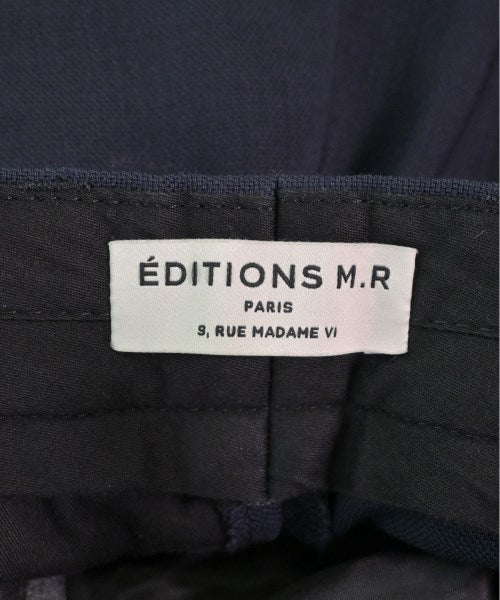 ÉDITIONS M.R
PARIS
9, RUE MADAME VI